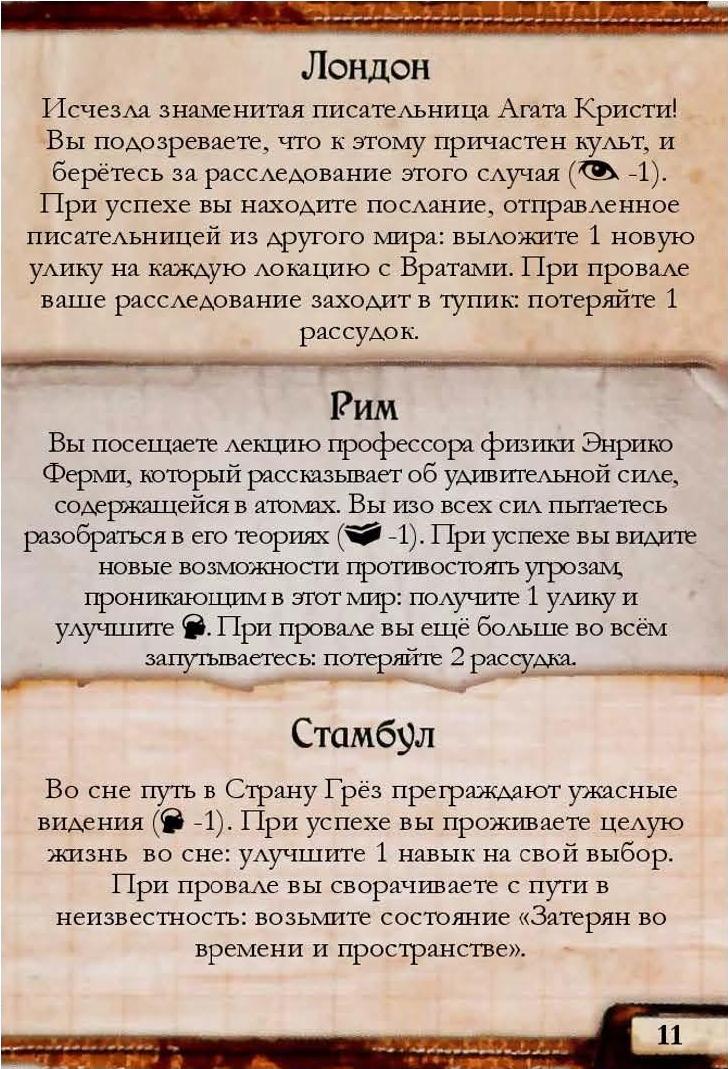 Лондон
Исчезла знаменитая писательница Агата Кристи!
Вы подозреваете, что к этому причастен культ, и
берётесь за расследование этого случая ( -1).
При успехе вы находите послание, отправленное
писательницей из другого мира: выложите 1 новую
улику на каждую локацию с Вратами. При провале
ваше расследование заходит в тупик: потеряйте 1
рассудок.
Рим
Вы посещаете лекцию профессора физики Энрико
Ферми, который рассказывает об удивительной силе,
содержащейся в атомах. Вы изо всех сил пытаетесь
разобраться в его теориях ( -1). При успехе вы видите
новые возможности противостоять угрозам,
проникающим в этот мир: получите 1 улику и
улучшите . При провале вы ещё больше во всём
запутываетесь: потеряйте 2 рассудка.
Стамбул
Во сне путь в Страну Грёз преграждают ужасные
видения ( -1). При успехе вы проживаете целую
жизнь во сне: улучшите 1 навык на свой выбор.
При провале вы сворачиваете с пути в
неизвестность: возьмите состояние «Затерян во
времени и пространстве».
11